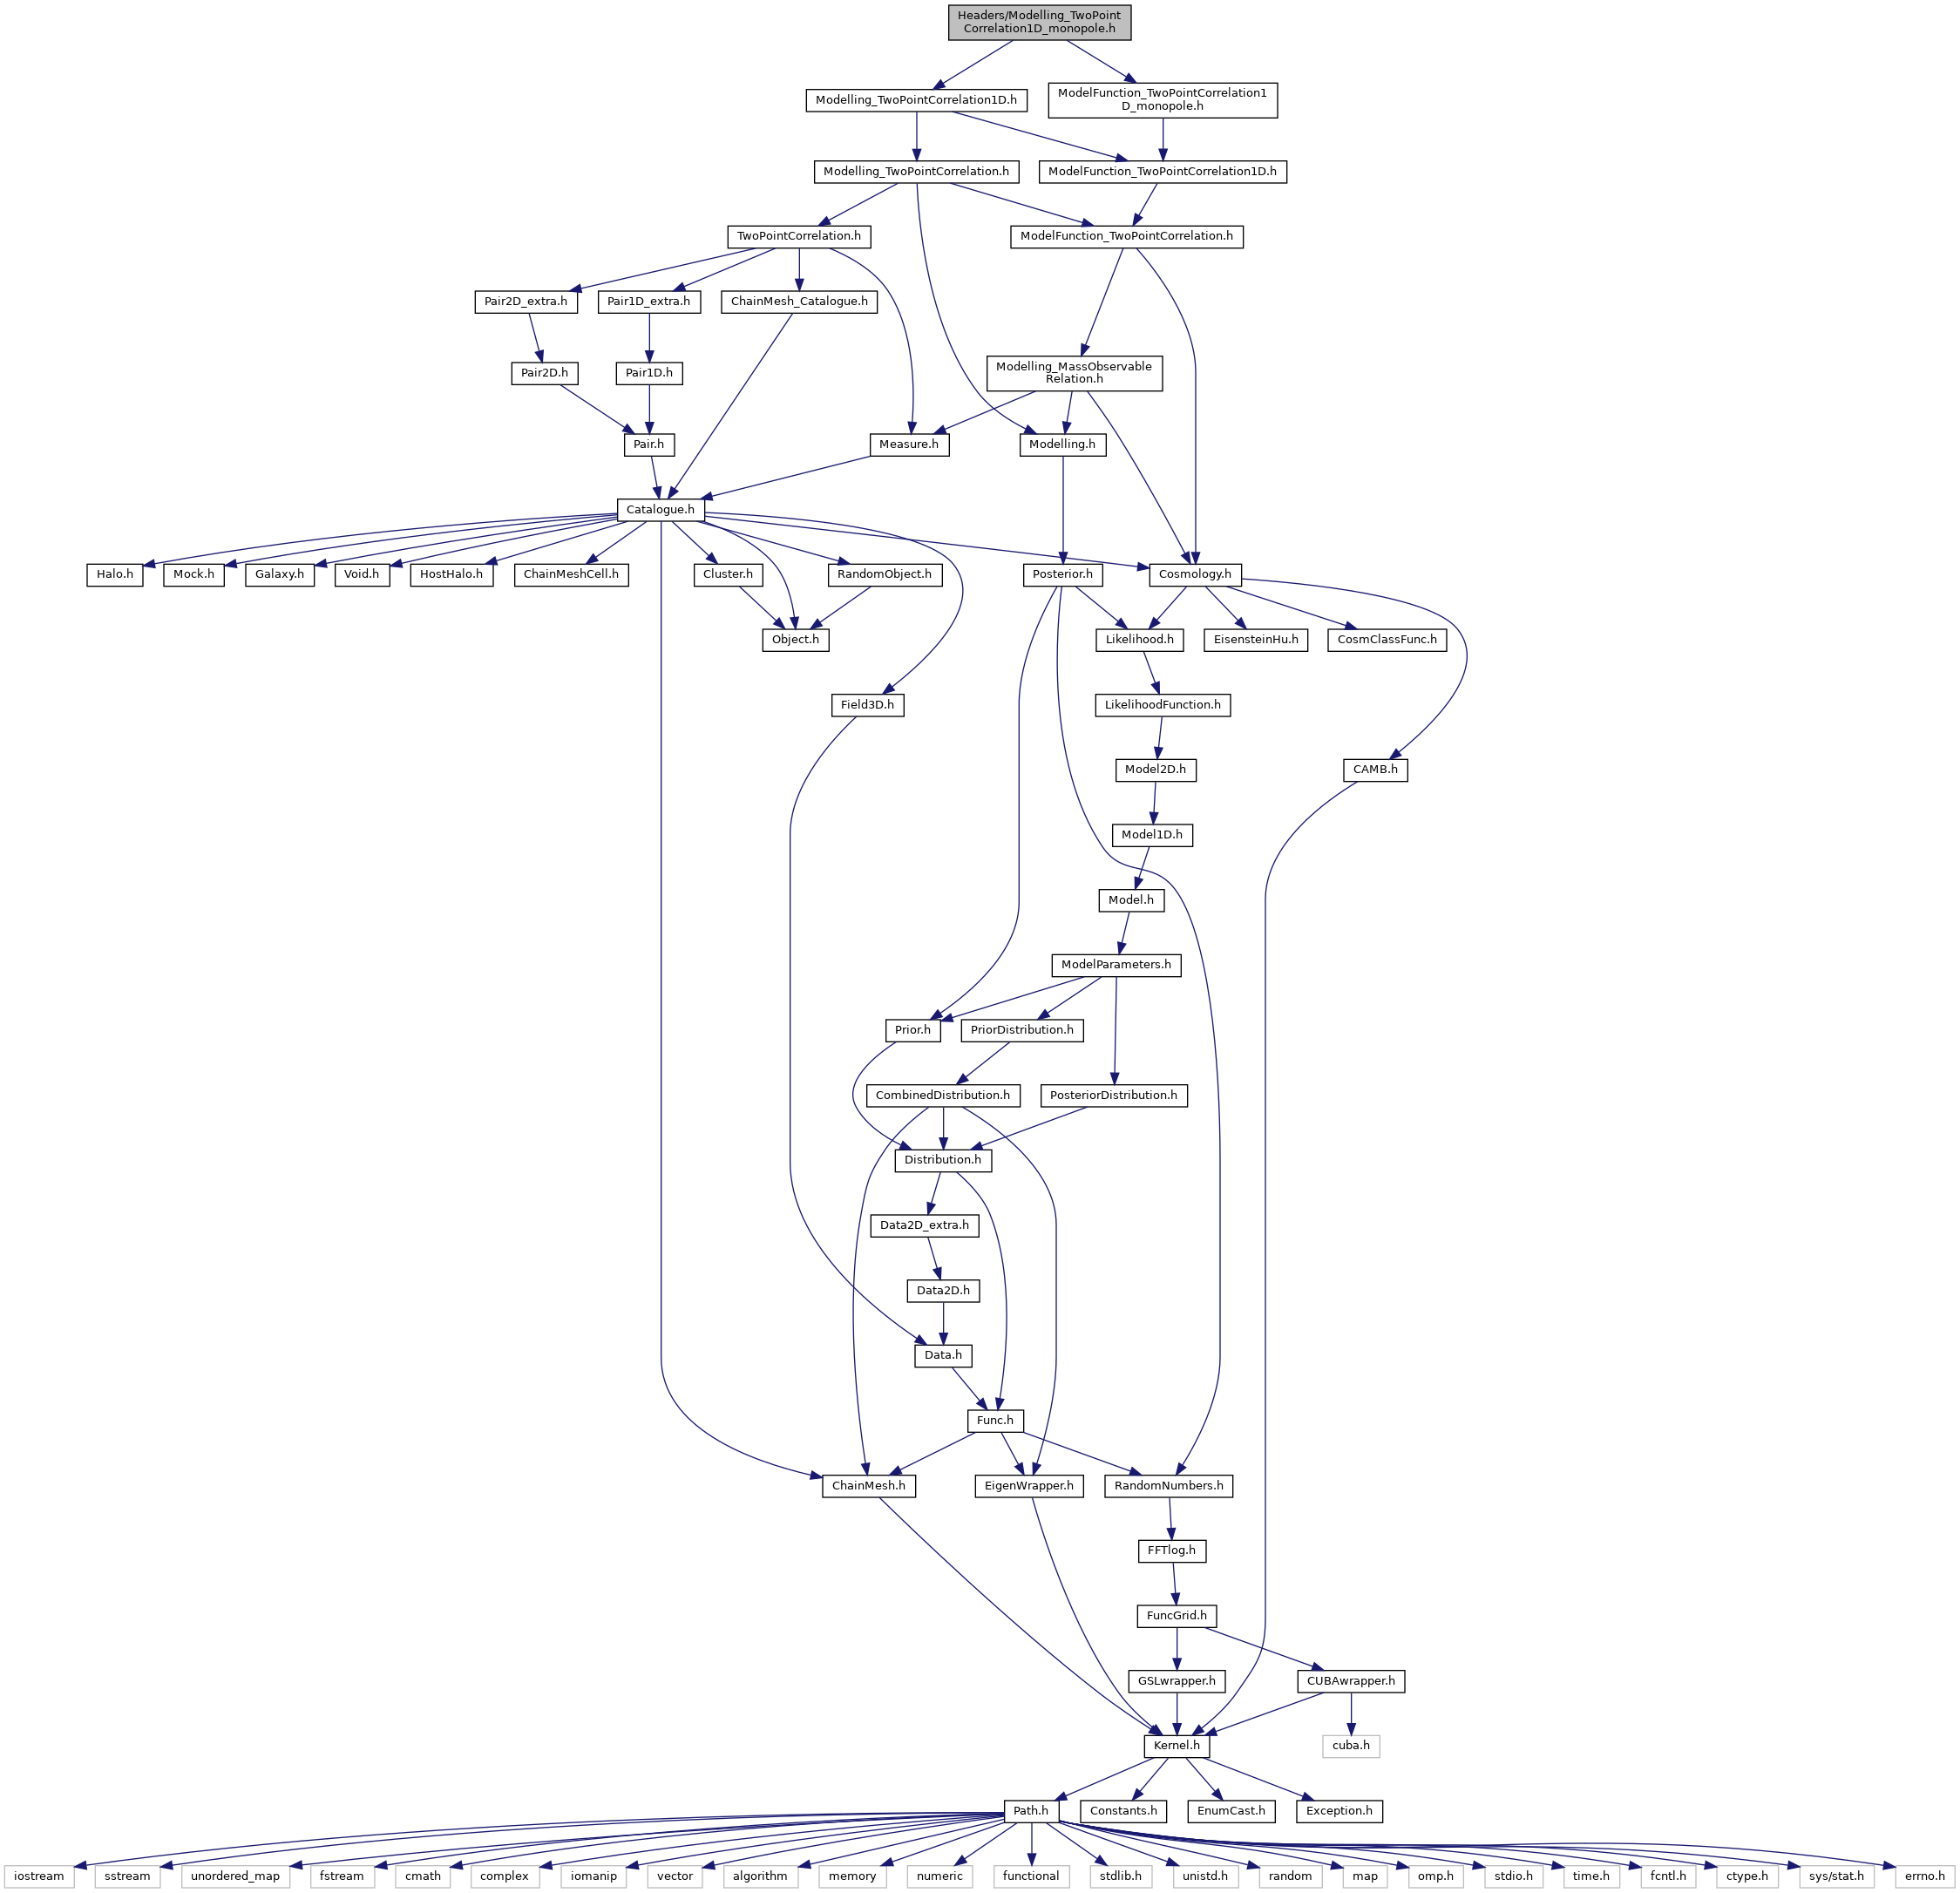 Headers/Modelling_TwoPoint
Correlation1D_monopole.h
Modelling_TwoPointCorrelation1D.h
ModelFunction_TwoPointCorrelation1
D_monopole.h
Modelling_TwoPointCorrelation.h
ModelFunction_TwoPointCorrelation1D.h
TwoPointCorrelation.h
ModelFunction_TwoPointCorrelation.h
Pair2D_extra.h
Pair1D_extra.h
ChainMesh_Catalogue.h
Pair2D.h
Pair1D.h
Modelling_MassObservable
Relation.h
Pair.h
Measure.h
Modelling.h
Catalogue.h
Halo.h
Mock.h
Galaxy.h
Void.h
HostHalo.h
ChainMeshCell.h
Cluster.h
RandomObject.h
Posterior.h
Cosmology.h
Object.h
Likelihood.h
EisensteinHu.h
CosmClassFunc.h
Field3D.h
LikelihoodFunction.h
Model2D.h
CAMB.h
Model1D.h
Model.h
ModelParameters.h
Prior.h
PriorDistribution.h
CombinedDistribution.h
PosteriorDistribution.h
Distribution.h
Data2D_extra.h
Data2D.h
Data.h
Func.h
ChainMesh.h
EigenWrapper.h
RandomNumbers.h
FFTlog.h
FuncGrid.h
GSLwrapper.h
CUBAwrapper.h
Kernel.h
cuba.h
Path.h
Constants.h
EnumCast.h
Exception.h
iostream
sstream
unordered_map
fstream
cmath
complex
iomanip
vector
algorithm
memory
numeric
functional
stdlib.h
unistd.h
random
map
omp.h
stdio.h
time.h
fcntl.h
ctype.h
sys/stat.h
errno.h